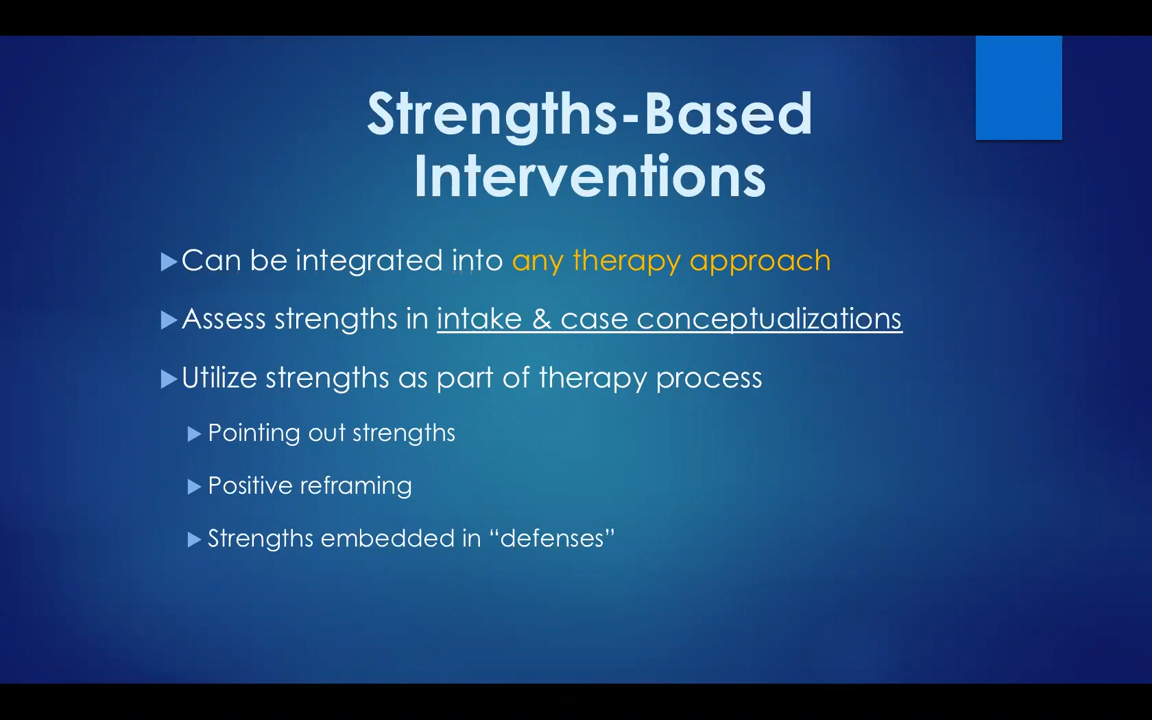 Strengths-Based
Interventions
Can be integrated into any therapy approach
Assess strengths in intake & case conceptualizations
Utilize strengths as part of therapy process
Pointing out strengths
Positive reframing
Strengths embedded in “defenses”